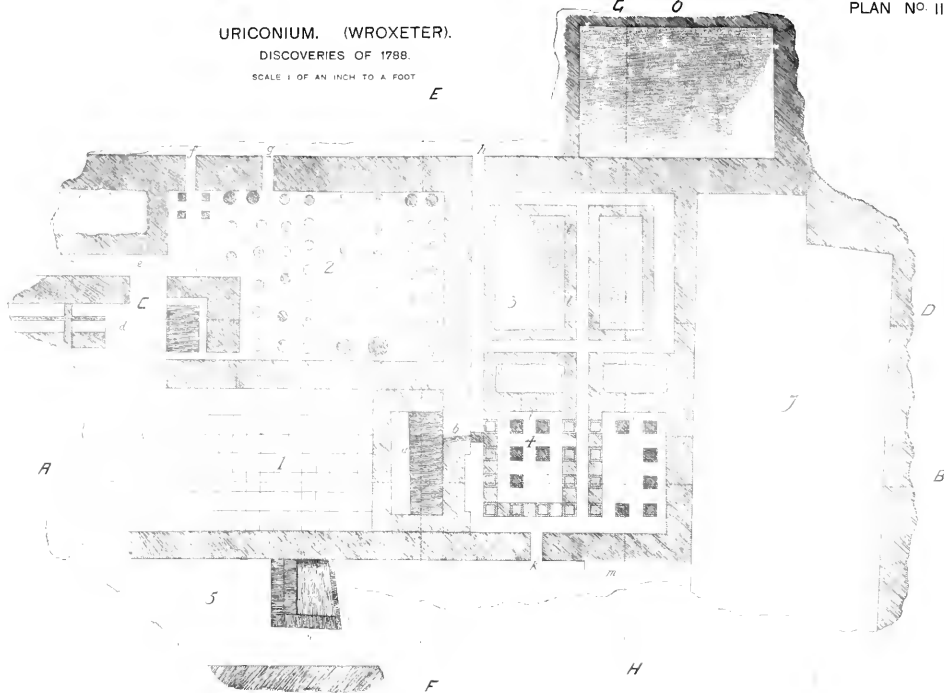 G O
PLAN No. II
URICONIUM. (WROXETER).
DISCOVERIES OF 1788.
SCALE 1 OF AN INCH TO A FOOT
E
f g h
2
e
C
3
D
d
J
4
b
1
A
B
k
m
5
H
F